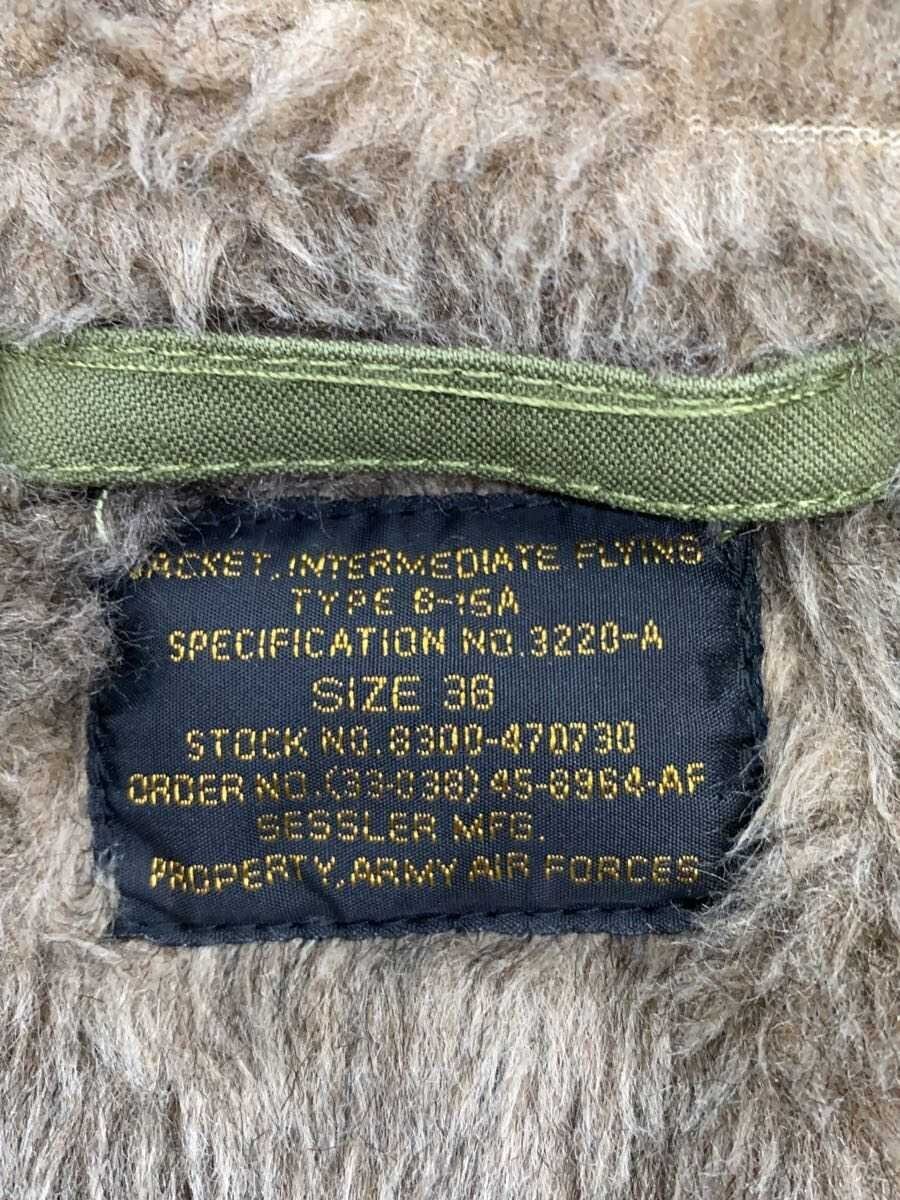 JACKET, INTERMEDIATE FLYING
TYPE B-15A
SPECIFICATION NO. 3220-A
SIZE 38
STOCK NO. 8300-470730
ORDER NO. (33-038) 45-8964-AF
SESSLER MFG.
PROPERTY, ARMY AIR FORCES